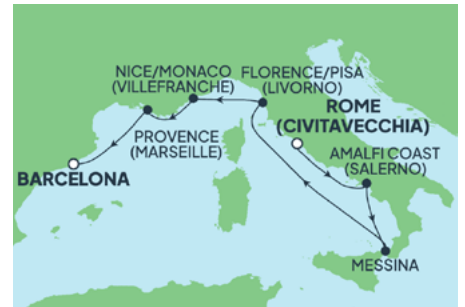 NICE/MONACO
(VILLEFRANCHE)
FLORENCE/PISA
(LIVORNO)
ROME
(CIVITAVECCHIA)
PROVENCE
(MARSEILLE)
AMALFI COAST
(SALERNO)
BARCELONA
MESSINA